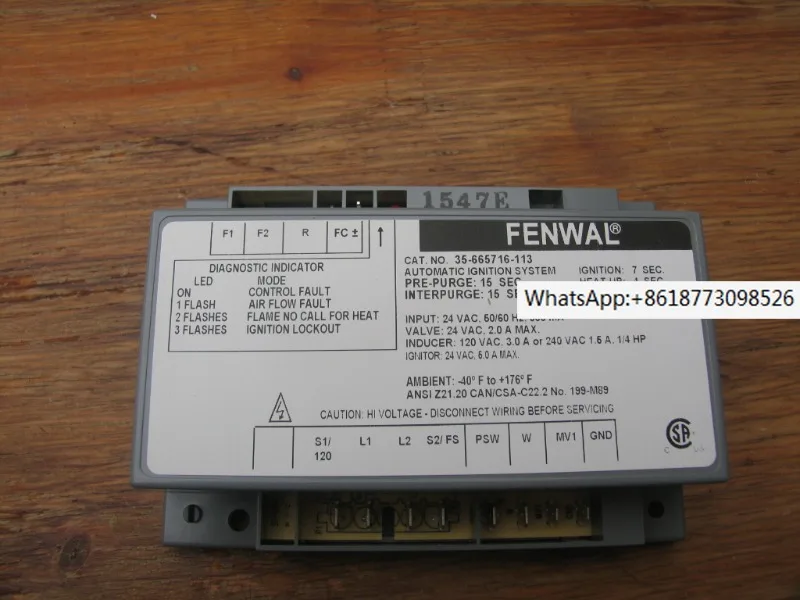 1547E
F1 F2 R FC ±
FENWAL®
CAT. NO. 35-665716-113
AUTOMATIC IGNITION SYSTEM IGNITION: 7 SEC.
PRE-PURGE: 15 SEC
INTERPURGE: 15
WhatsApp:+8618773098526
INPUT: 24 VAC, 50/60
VALVE: 24 VAC, 2.0 A MAX.
INDUCER: 120 VAC, 3.0 A or 240 VAC 1.5 A, 1/4 HP
IGNITOR: 24 VAC, 6.0 A MAX.
AMBIENT: -40° F to +176° F
ANSI Z21.20 CAN/CSA-C22.2 No. 199-M89
DIAGNOSTIC INDICATOR
LED MODE
ON CONTROL FAULT
1 FLASH AIR FLOW FAULT
2 FLASHES FLAME NO CALL FOR HEAT
3 FLASHES IGNITION LOCKOUT
CAUTION: HI VOLTAGE - DISCONNECT WIRING BEFORE SERVICING
S1/ L1 L2 S2/ FS PSW W MV1 GND
120
SA